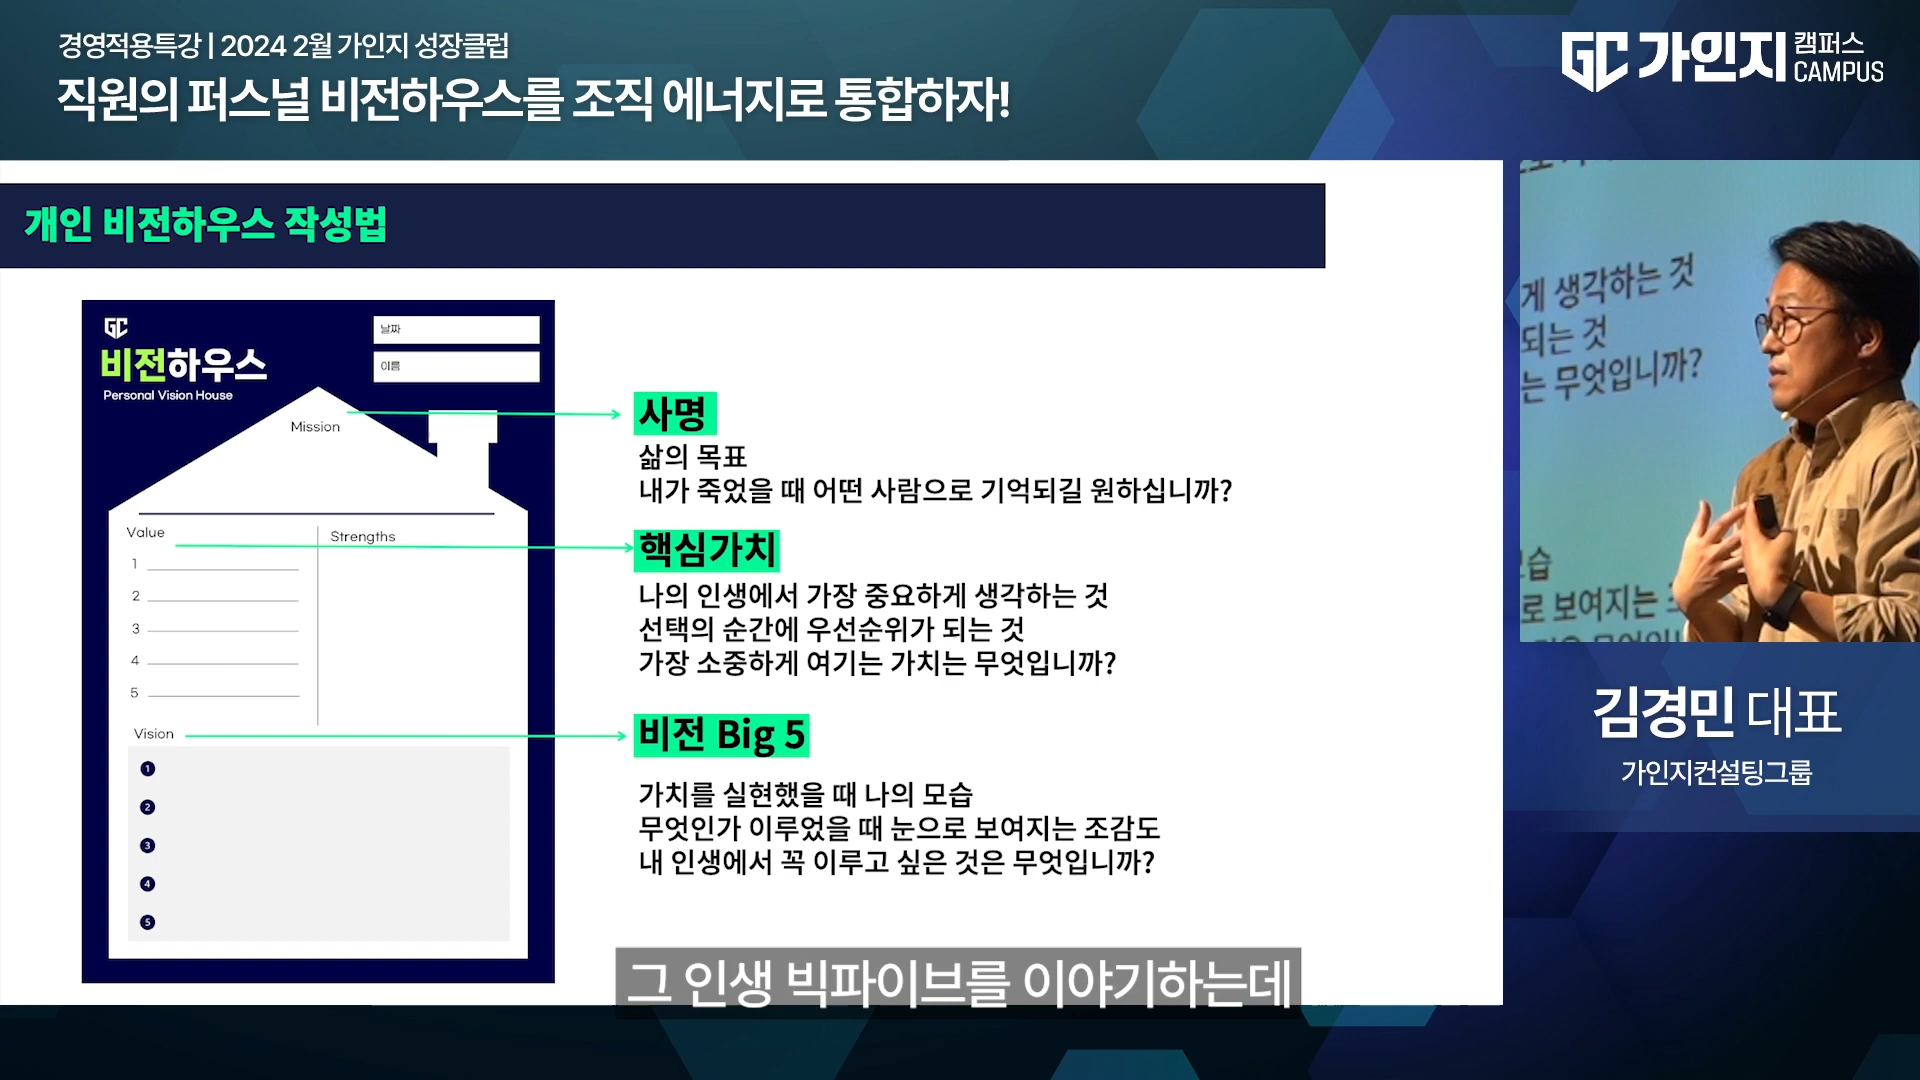 경영적용특강 | 2024 2월 가인지 성장클럽
직원의 퍼스널 비전하우스를 조직 에너지로 통합하자!
GC 가인지 캠퍼스 CAMPUS
개인 비전하우스 작성법
GC
비전하우스
Personal Vision House
날짜
이름
Mission
Value
1
2
3
4
5
Strengths
Vision
1
2
3
4
5
사명
삶의 목표
내가 죽었을 때 어떤 사람으로 기억되길 원하십니까?
핵심가치
나의 인생에서 가장 중요하게 생각하는 것
선택의 순간에 우선순위가 되는 것
가장 소중하게 여기는 가치는 무엇입니까?
비전 Big 5
가치를 실현했을 때 나의 모습
무엇인가 이루었을 때 눈으로 보여지는 조감도
내 인생에서 꼭 이루고 싶은 것은 무엇입니까?
게 생각하는 것
되는 것
는 무엇입니까?
습
로 보여지는
김경민 대표
가인지컨설팅그룹
그 인생 빅파이브를 이야기하는데